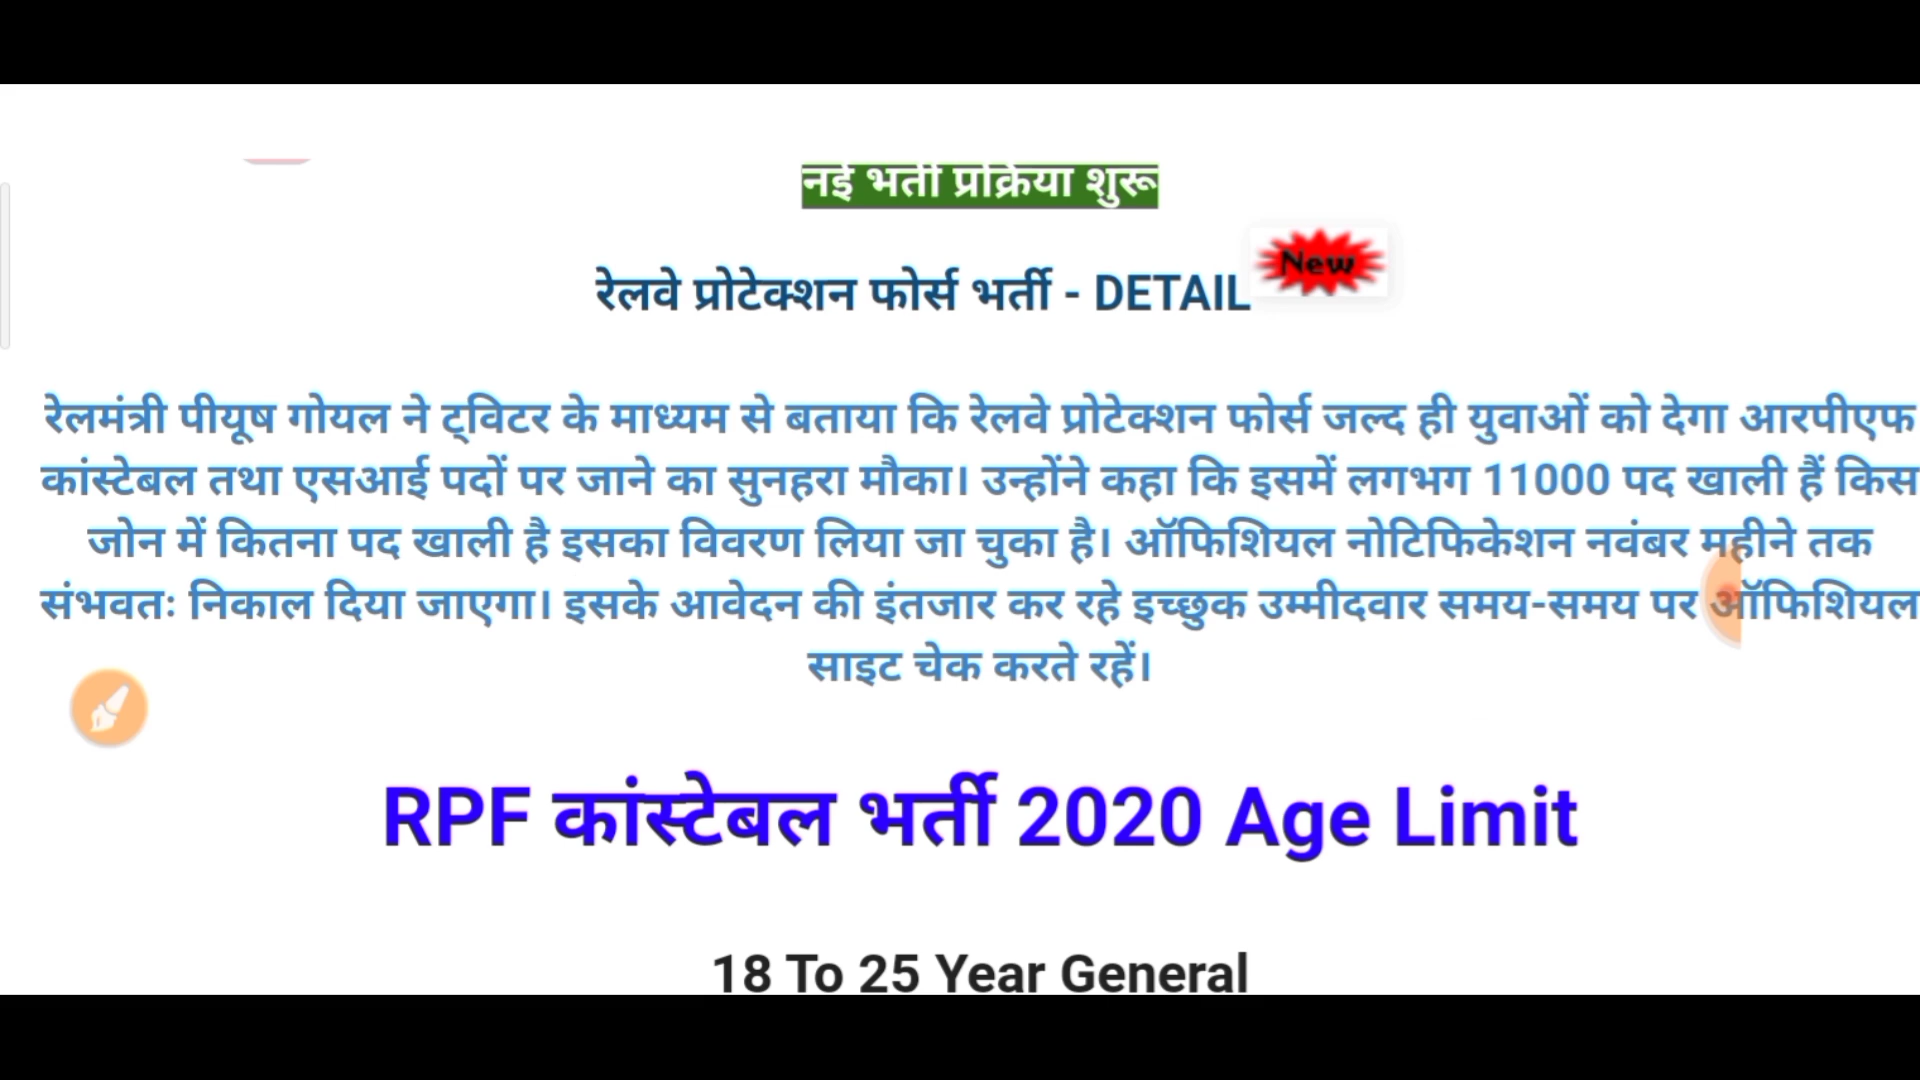 नई भर्ती प्रक्रिया शुरू
New
रेलवे प्रोटेक्शन फोर्स भर्ती - DETAIL
रेलमंत्री पीयूष गोयल ने ट्विटर के माध्यम से बताया कि रेलवे प्रोटेक्शन फोर्स जल्द ही युवाओं को देगा आरपीएफ
कांस्टेबल तथा एसआई पदों पर जाने का सुनहरा मौका। उन्होंने कहा कि इसमें लगभग 11000 पद खाली हैं किस
जोन में कितना पद खाली है इसका विवरण लिया जा चुका है। ऑफिशियल नोटिफिकेशन नवंबर महीने तक
संभवतः निकाल दिया जाएगा। इसके आवेदन की इंतजार कर रहे इच्छुक उम्मीदवार समय-समय पर ऑफिशियल
साइट चेक करते रहें।
RPF कांस्टेबल भर्ती 2020 Age Limit
18 To 25 Year General